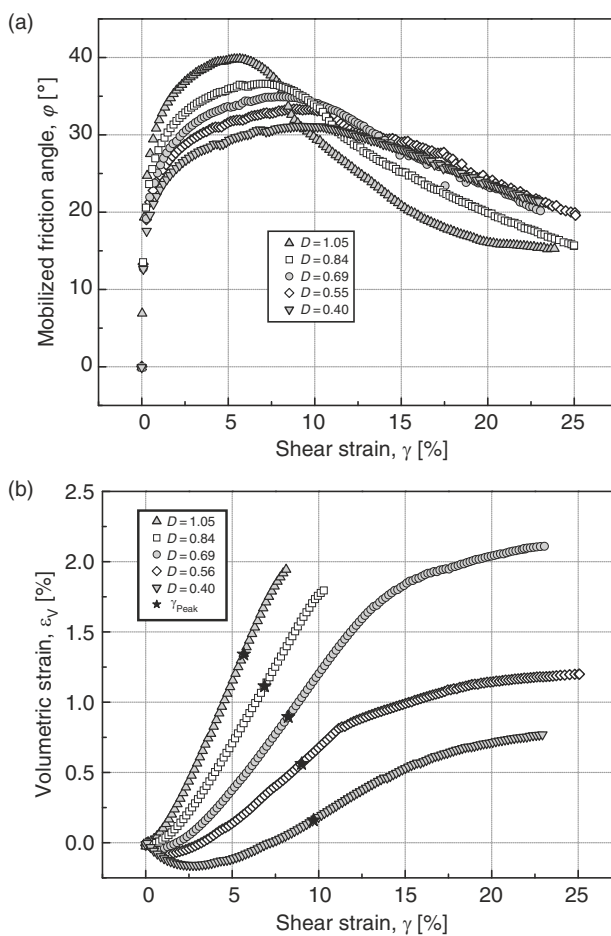 (a)
Mobilized friction angle, φ [°]
40
30
20
10
0
D = 1.05
D = 0.84
D = 0.69
D = 0.55
D = 0.40
0 5 10 15 20 25
Shear strain, γ [%]
(b)
Volumetric strain, εV [%]
2.5
2.0
1.5
1.0
0.5
0.0
D = 1.05
D = 0.84
D = 0.69
D = 0.56
D = 0.40
γPeak
0 5 10 15 20 25
Shear strain, γ [%]